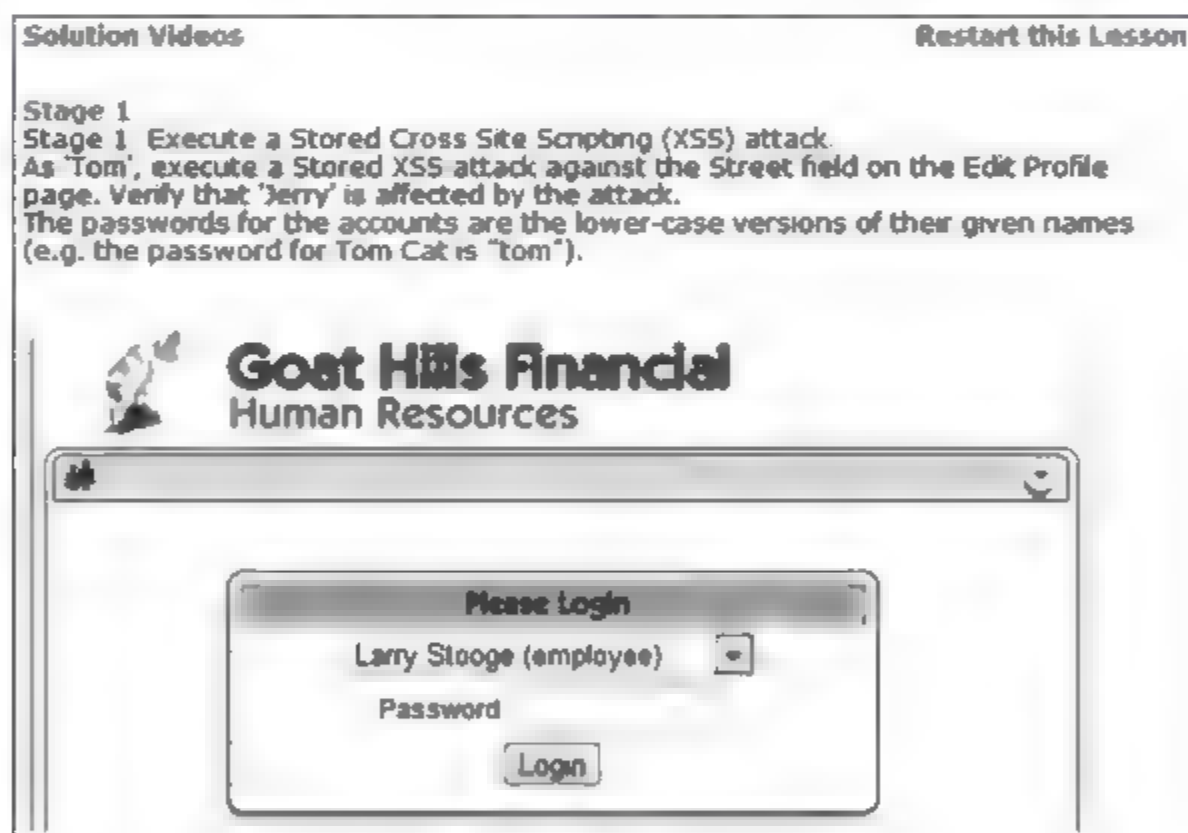 Solution Videos Restart this Lesson
Stage 1
Stage 1 Execute a Stored Cross Site Scripting (XSS) attack.
As 'Tom', execute a Stored XSS attack against the Street field on the Edit Profile
page. Verify that 'Jerry' is affected by the attack.
The passwords for the accounts are the lower-case versions of their given names
(e.g. the password for Tom Cat is "tom").
Goat Hills Financial
Human Resources
Please Login
Larry Stooge (employee)
Password
Login